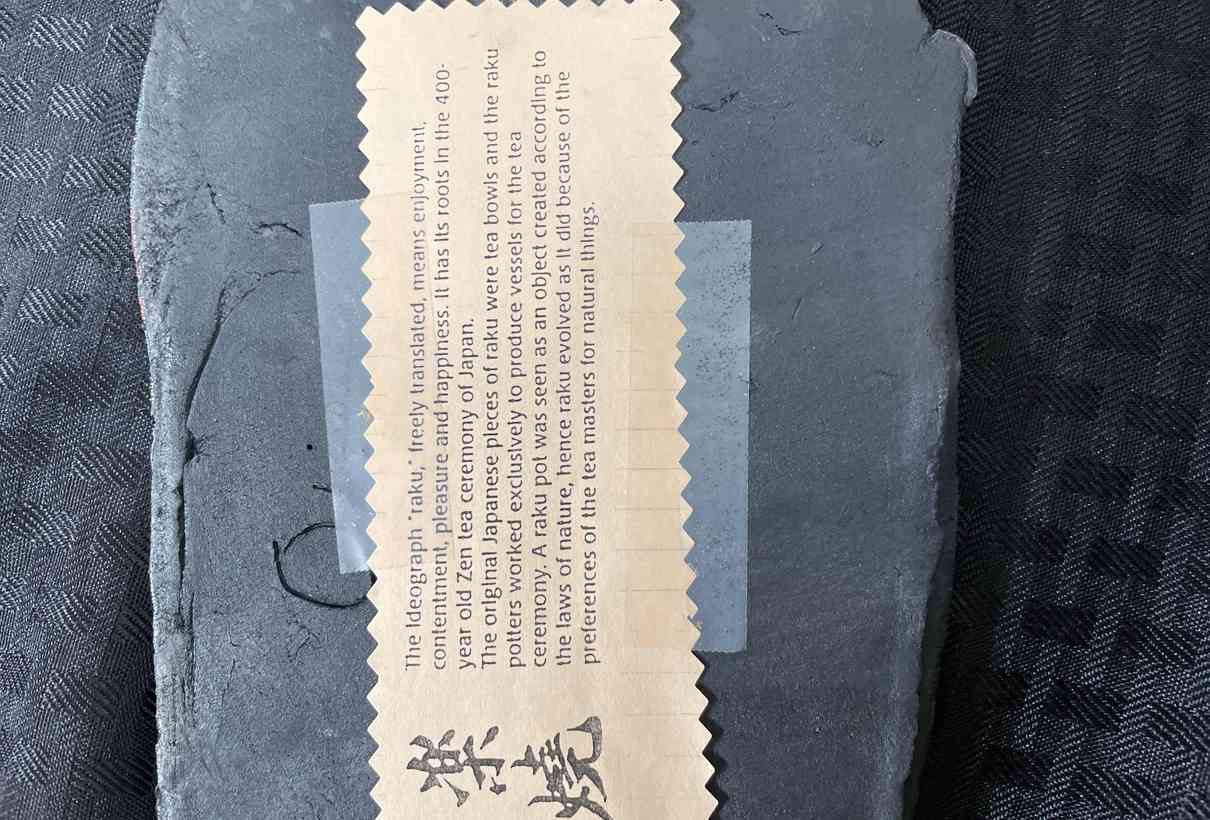 The Ideograph "raku," freely translated, means enjoyment,
contentment, pleasure and happiness. It has its roots in the 400-
year old Zen tea ceremony of Japan.
The original Japanese pieces of raku were tea bowls and the raku
potters worked exclusively to produce vessels for the tea
ceremony. A raku pot was seen as an object created according to
the laws of nature, hence raku evolved as it did because of the
preferences of the tea masters for natural things.
楽
焼